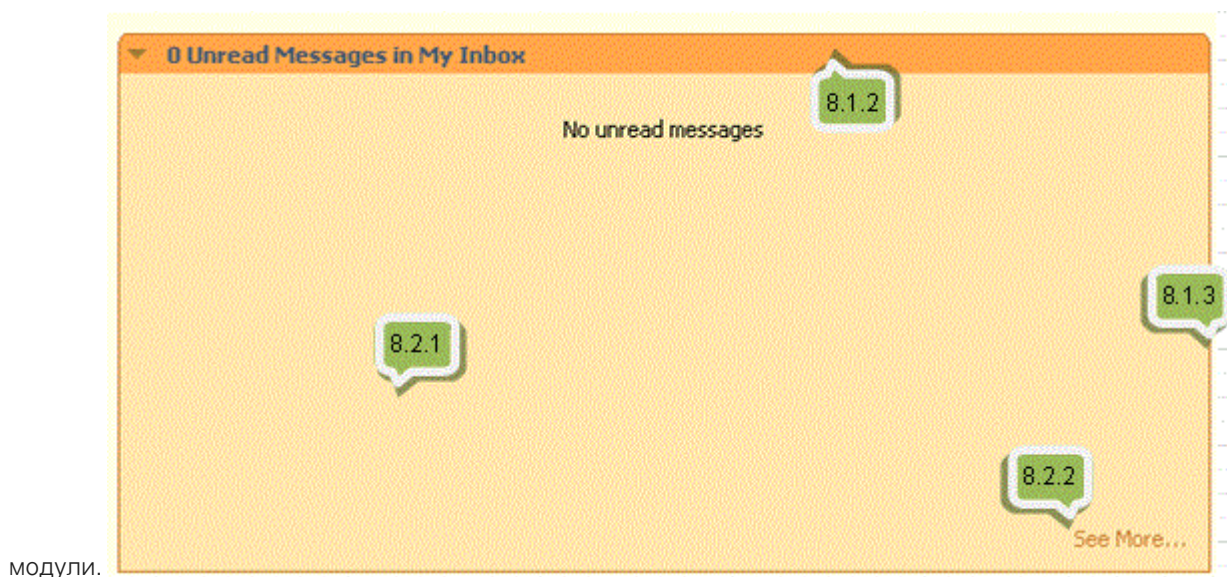 0 Unread Messages in My Inbox
8.1.2
No unread messages
8.1.3
8.2.1
8.2.2
See More...
модули.